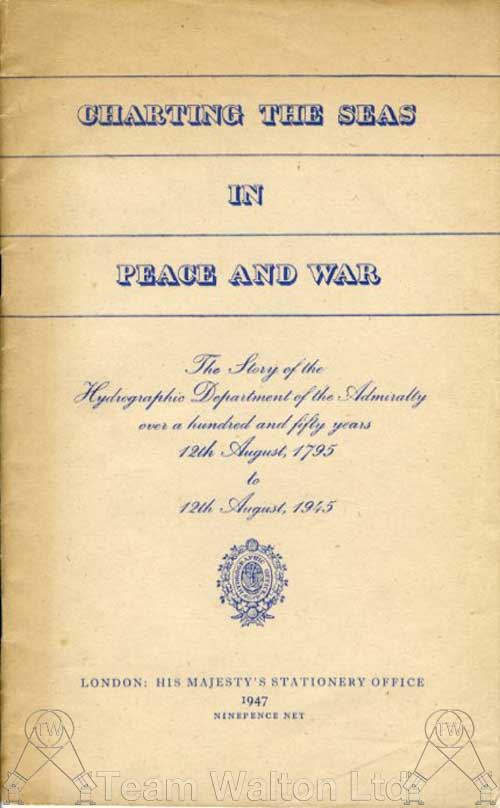 CHARTING THE SEAS
IN
PEACE AND WAR
The Story of the
Hydrographic Department of the Admiralty
over a hundred and fifty years
12th August, 1795
to
12th August, 1945
HYDROGRAPHIC OFFICE
LONDON: HIS MAJESTY'S STATIONERY OFFICE
1947
NINEPENCE NET
TW TW
Team Walton Ltd